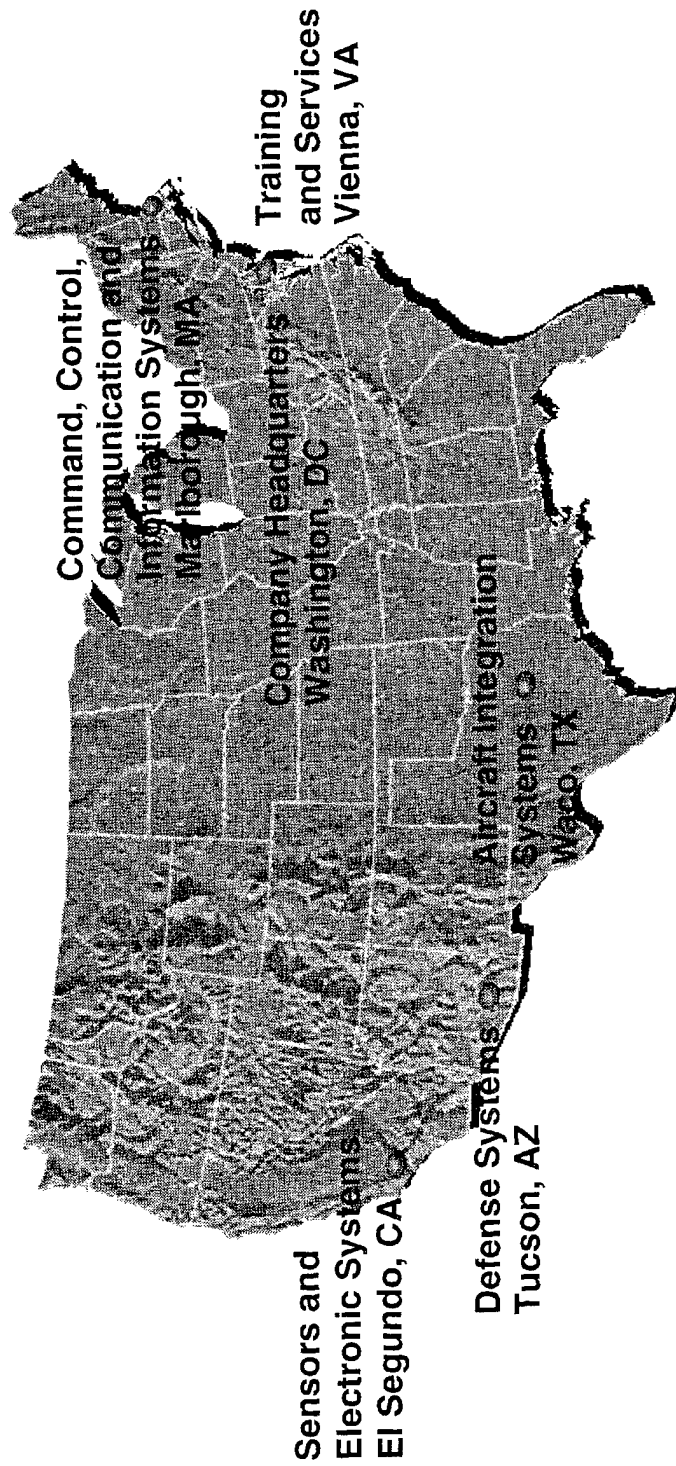 Command, Control,
Communication and
Information Systems
Marlborough, MA
Training
and Services
Vienna, VA
Company Headquarters
Washington, DC
Sensors and
Electronic Systems
El Segundo, CA
Aircraft Integration
Systems
Waco, TX
Defense Systems
Tucson, AZ